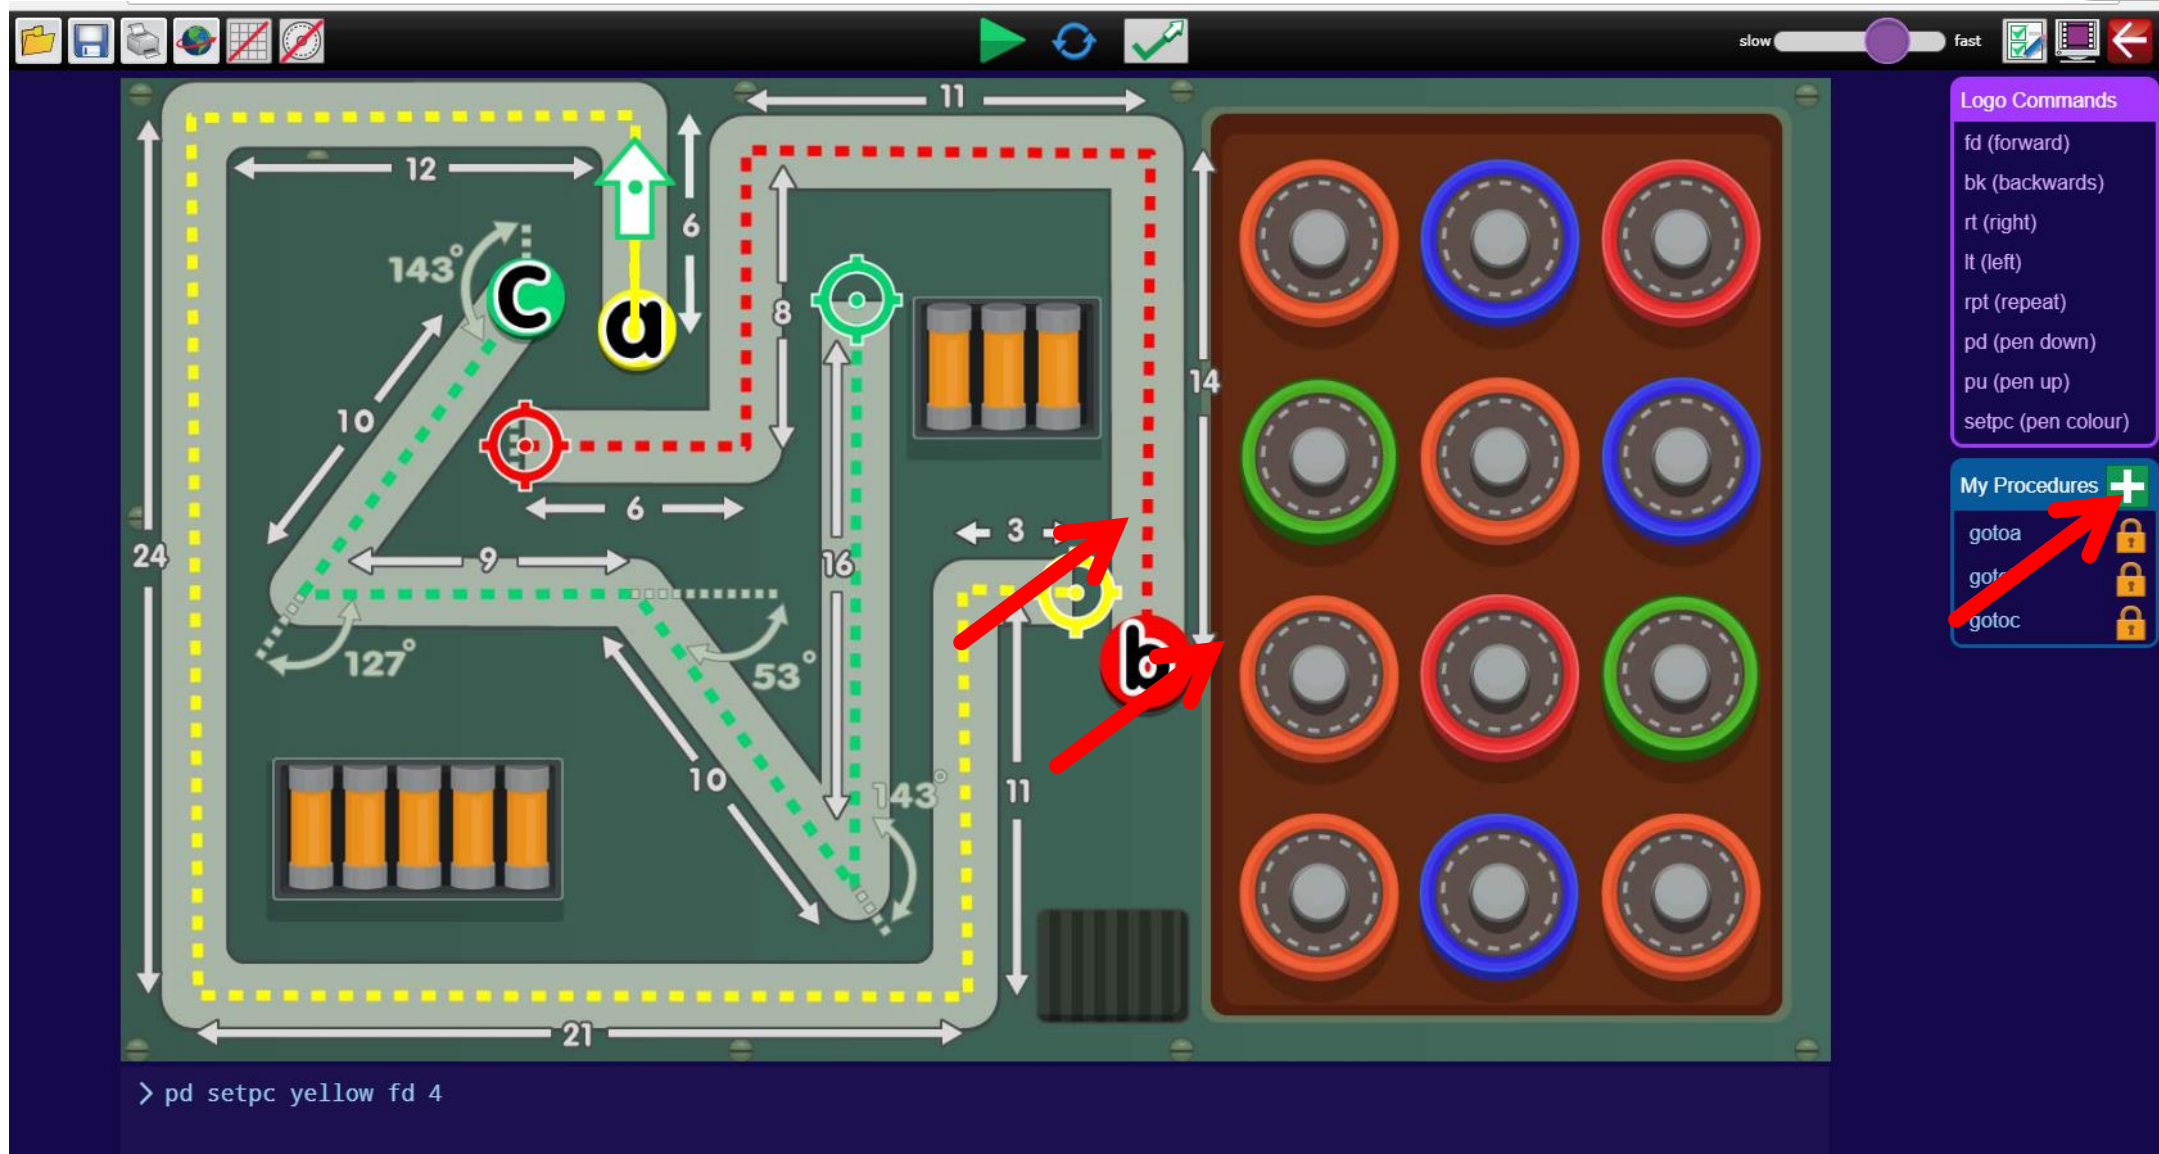 slow
fast
11
12
6
143°
c
a
8
10
14
6
9
3
24
16
127°
53°
b
10
143°
11
21
Logo Commands
fd (forward)
bk (backwards)
rt (right)
lt (left)
rpt (repeat)
pd (pen down)
pu (pen up)
setpc (pen colour)
My Procedures
gotoa
gotoc
> pd setpc yellow fd 4